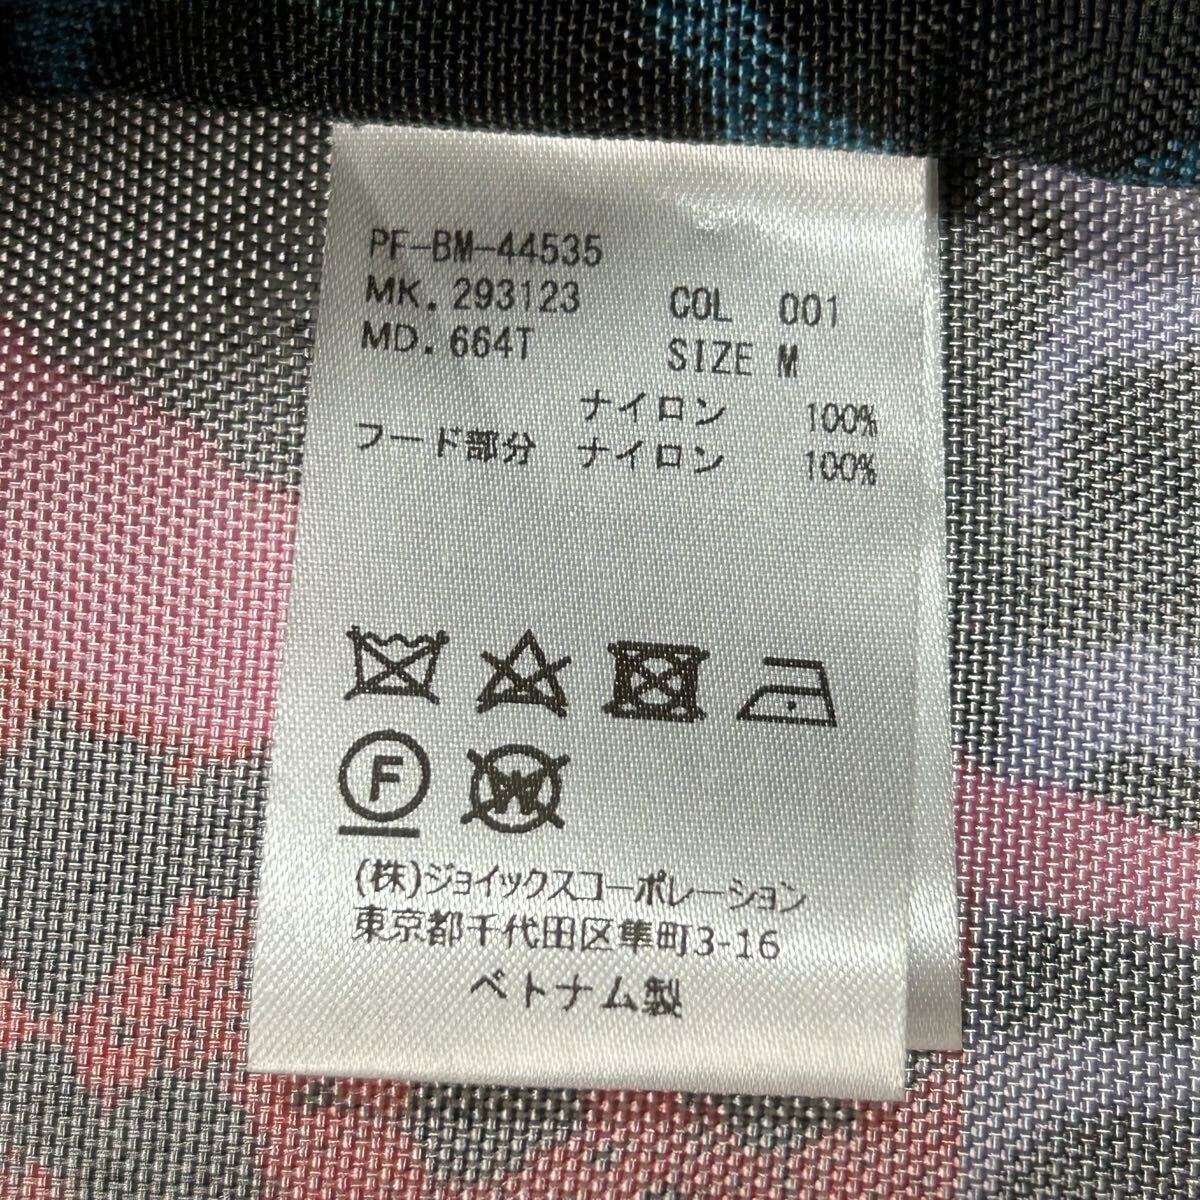 PF-BM-44535
MK. 293123 COL 001
MD. 664T SIZE M
ナイロン 100%
フード部分 ナイロン 100%
F W
(株)ジョイックスコーポレーション
東京都千代田区隼町3-16
ベトナム製